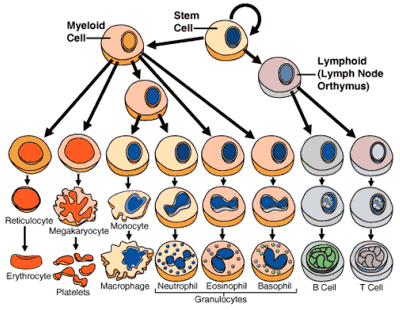 Stem
Cell
Myeloid
Cell
Lymphoid
(Lymph Node
Orthymus)
Reticulocyte
Megakaryocyte
Monocyte
Erythrocyte
Platelets
Macrophage
Neutrophil
Eosinophil
Basophil
B Cell
T Cell
Granulocytes